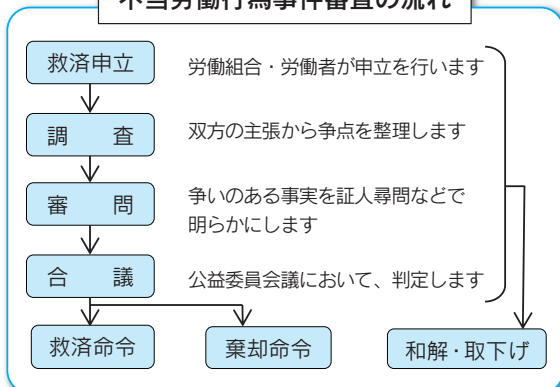 不当労働行為事件審査の流れ
救済申立
労働組合・労働者が申立を行います
調　査
双方の主張から争点を整理します
審　問
争いのある事実を証人尋問などで
明らかにします
合　議
公益委員会議において、判定します
救済命令
棄却命令
和解・取下げ